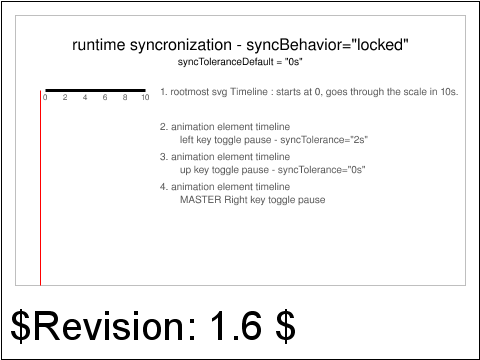 runtime syncronization - syncBehavior="locked"
syncToleranceDefault = "0s"
0 2 4 6 8 10
1. rootmost svg Timeline : starts at 0, goes through the scale in 10s.
2. animation element timeline
left key toggle pause - syncTolerance="2s"
3. animation element timeline
up key toggle pause - syncTolerance="0s"
4. animation element timeline
MASTER Right key toggle pause
$Revision: 1.6 $